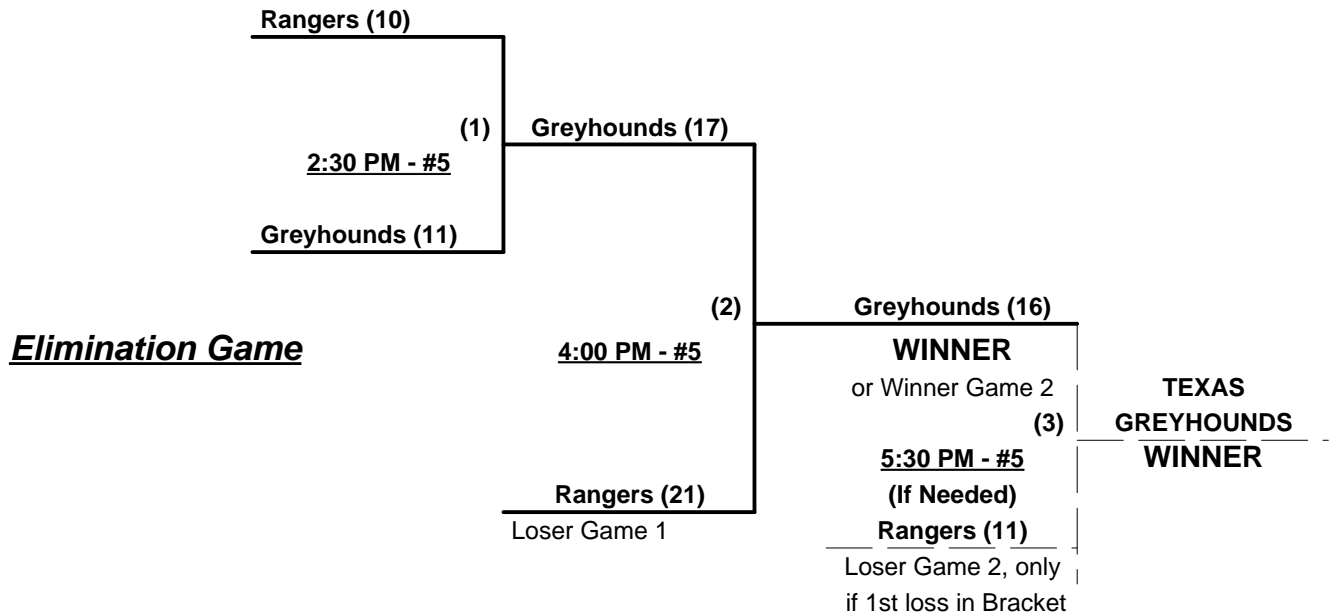 Rangers (10)
(1)
Greyhounds (17)
2:30 PM - #5
Greyhounds (11)
(2)
Greyhounds (16)
Elimination Game
4:00 PM - #5
WINNER
or Winner Game 2
TEXAS
(3)
GREYHOUNDS
5:30 PM - #5
WINNER
(If Needed)
Rangers (21)
Loser Game 1
Rangers (11)
Loser Game 2, only
if 1st loss in Bracket